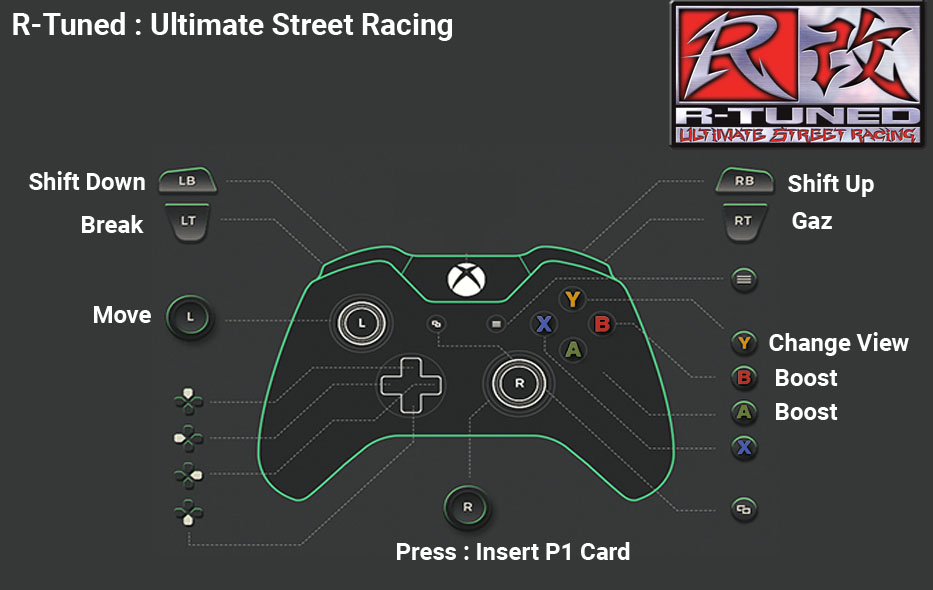 R-Tuned : Ultimate Street Racing
R改
R-TUNED
ULTIMATE STREET RACING
Shift Down
LB
RB
Shift Up
Break
LT
RT
Gaz
Move
L
L
Y
X
B
A
R
Y
Change View
B
Boost
A
Boost
X
R
Press : Insert P1 Card